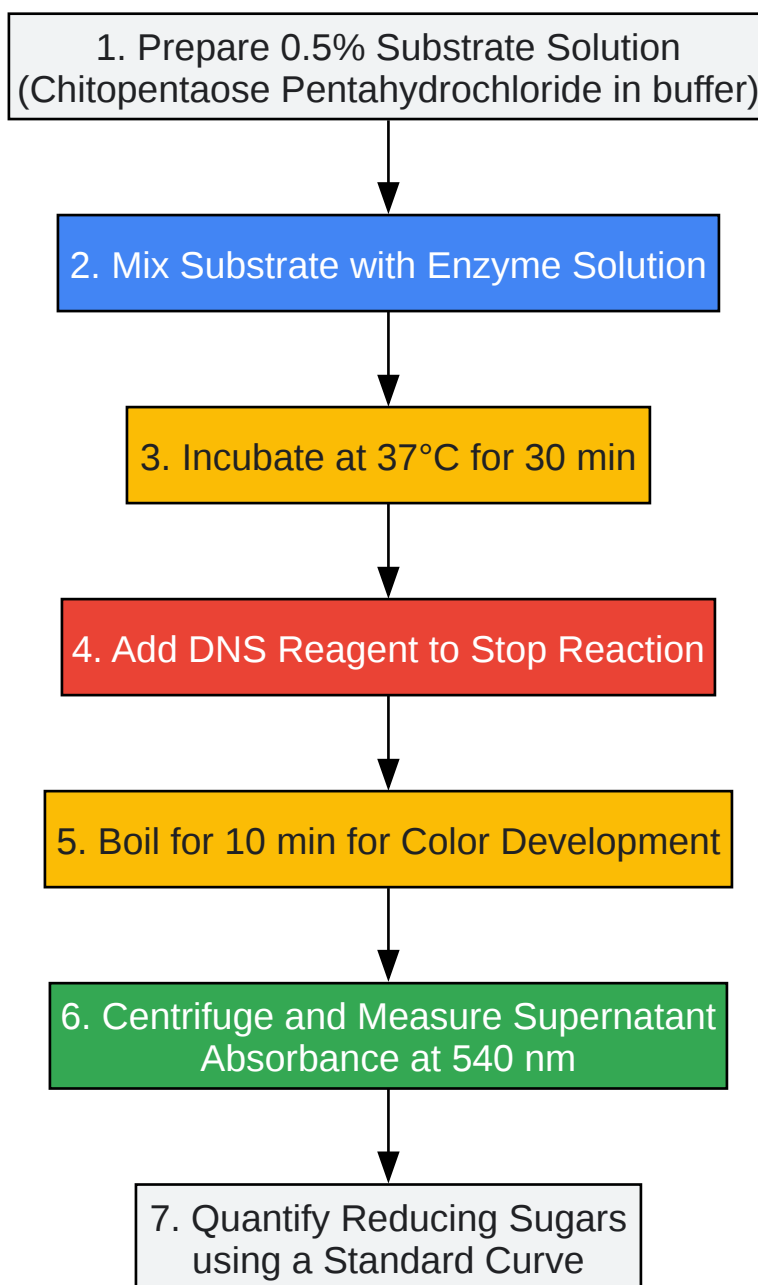 1. Prepare 0.5% Substrate Solution
(Chitopentaose Pentahydrochloride in buffer)
2. Mix Substrate with Enzyme Solution
3. Incubate at 37°C for 30 min
4. Add DNS Reagent to Stop Reaction
5. Boil for 10 min for Color Development
6. Centrifuge and Measure Supernatant
Absorbance at 540 nm
7. Quantify Reducing Sugars
using a Standard Curve